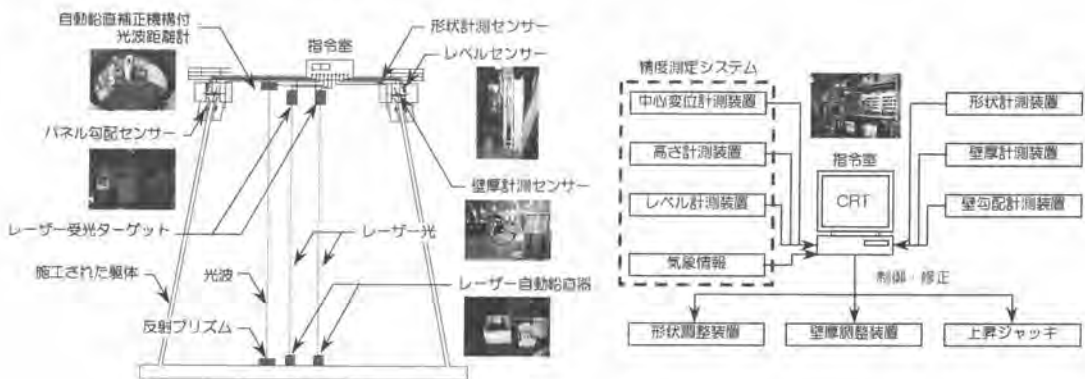 自動鉛直補正機構付
光波距離計
指令室
形状計測センサー
レベルセンサー
パネル勾配センサー
壁厚計測センサー
レーザー受光ターゲット
レーザー光
施工された躯体
光波
レーザー自動鉛直器
反射プリズム
精度測定システム
中心変位計測装置
高さ計測装置
レベル計測装置
気象情報
指令室
CRT
形状計測装置
壁厚計測装置
壁勾配計測装置
制御・修正
形状調整装置
壁厚調整装置
上昇ジャッキ